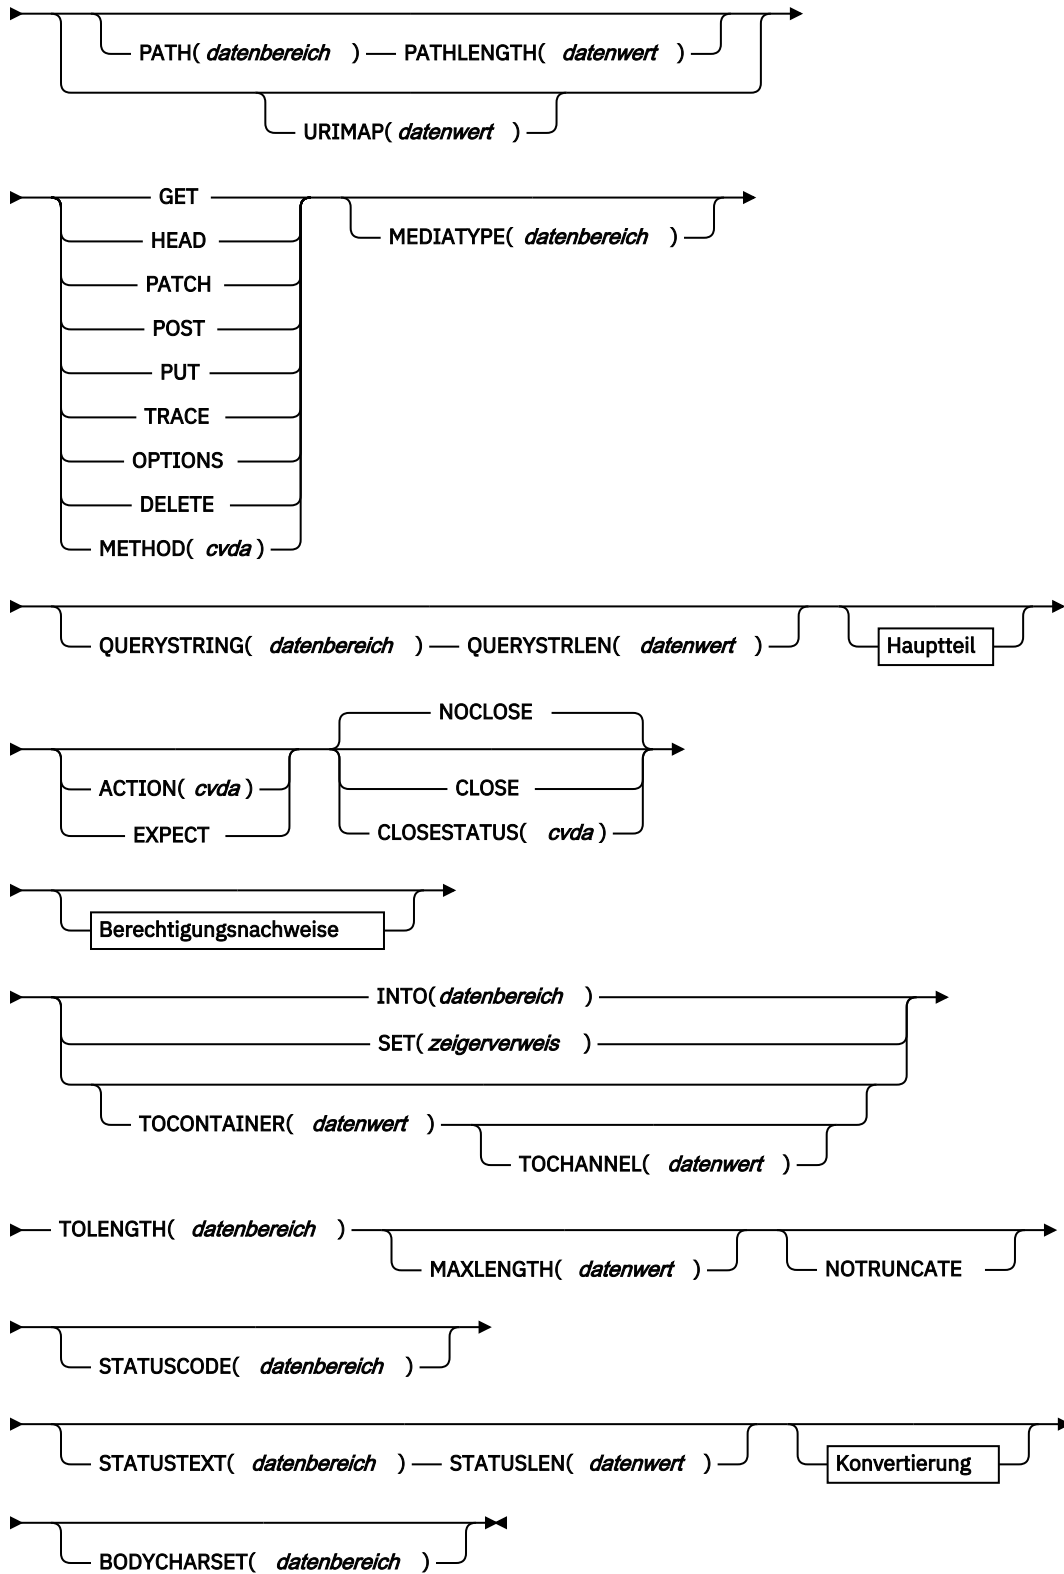 PATH( datenbereich ) PATHLENGTH( datenwert )
URIMAP( datenwert )
GET
HEAD
MEDIATYPE( datenbereich )
PATCH
POST
PUT
TRACE
OPTIONS
DELETE
METHOD( cvda )
QUERYSTRING( datenbereich ) QUERYSTRLEN( datenwert ) Hauptteil
NOCLOSE
ACTION( cvda ) CLOSE
EXPECT CLOSESTATUS( cvda )
Berechtigungsnachweise
INTO( datenbereich )
SET( zeigerverweis )
TOCONTAINER( datenwert )
TOCHANNEL( datenwert )
TOLENGTH( datenbereich )
MAXLENGTH( datenwert ) NOTRUNCATE
STATUSCODE( datenbereich )
STATUSTEXT( datenbereich ) STATUSLEN( datenwert ) Konvertierung
BODYCHARSET( datenbereich )